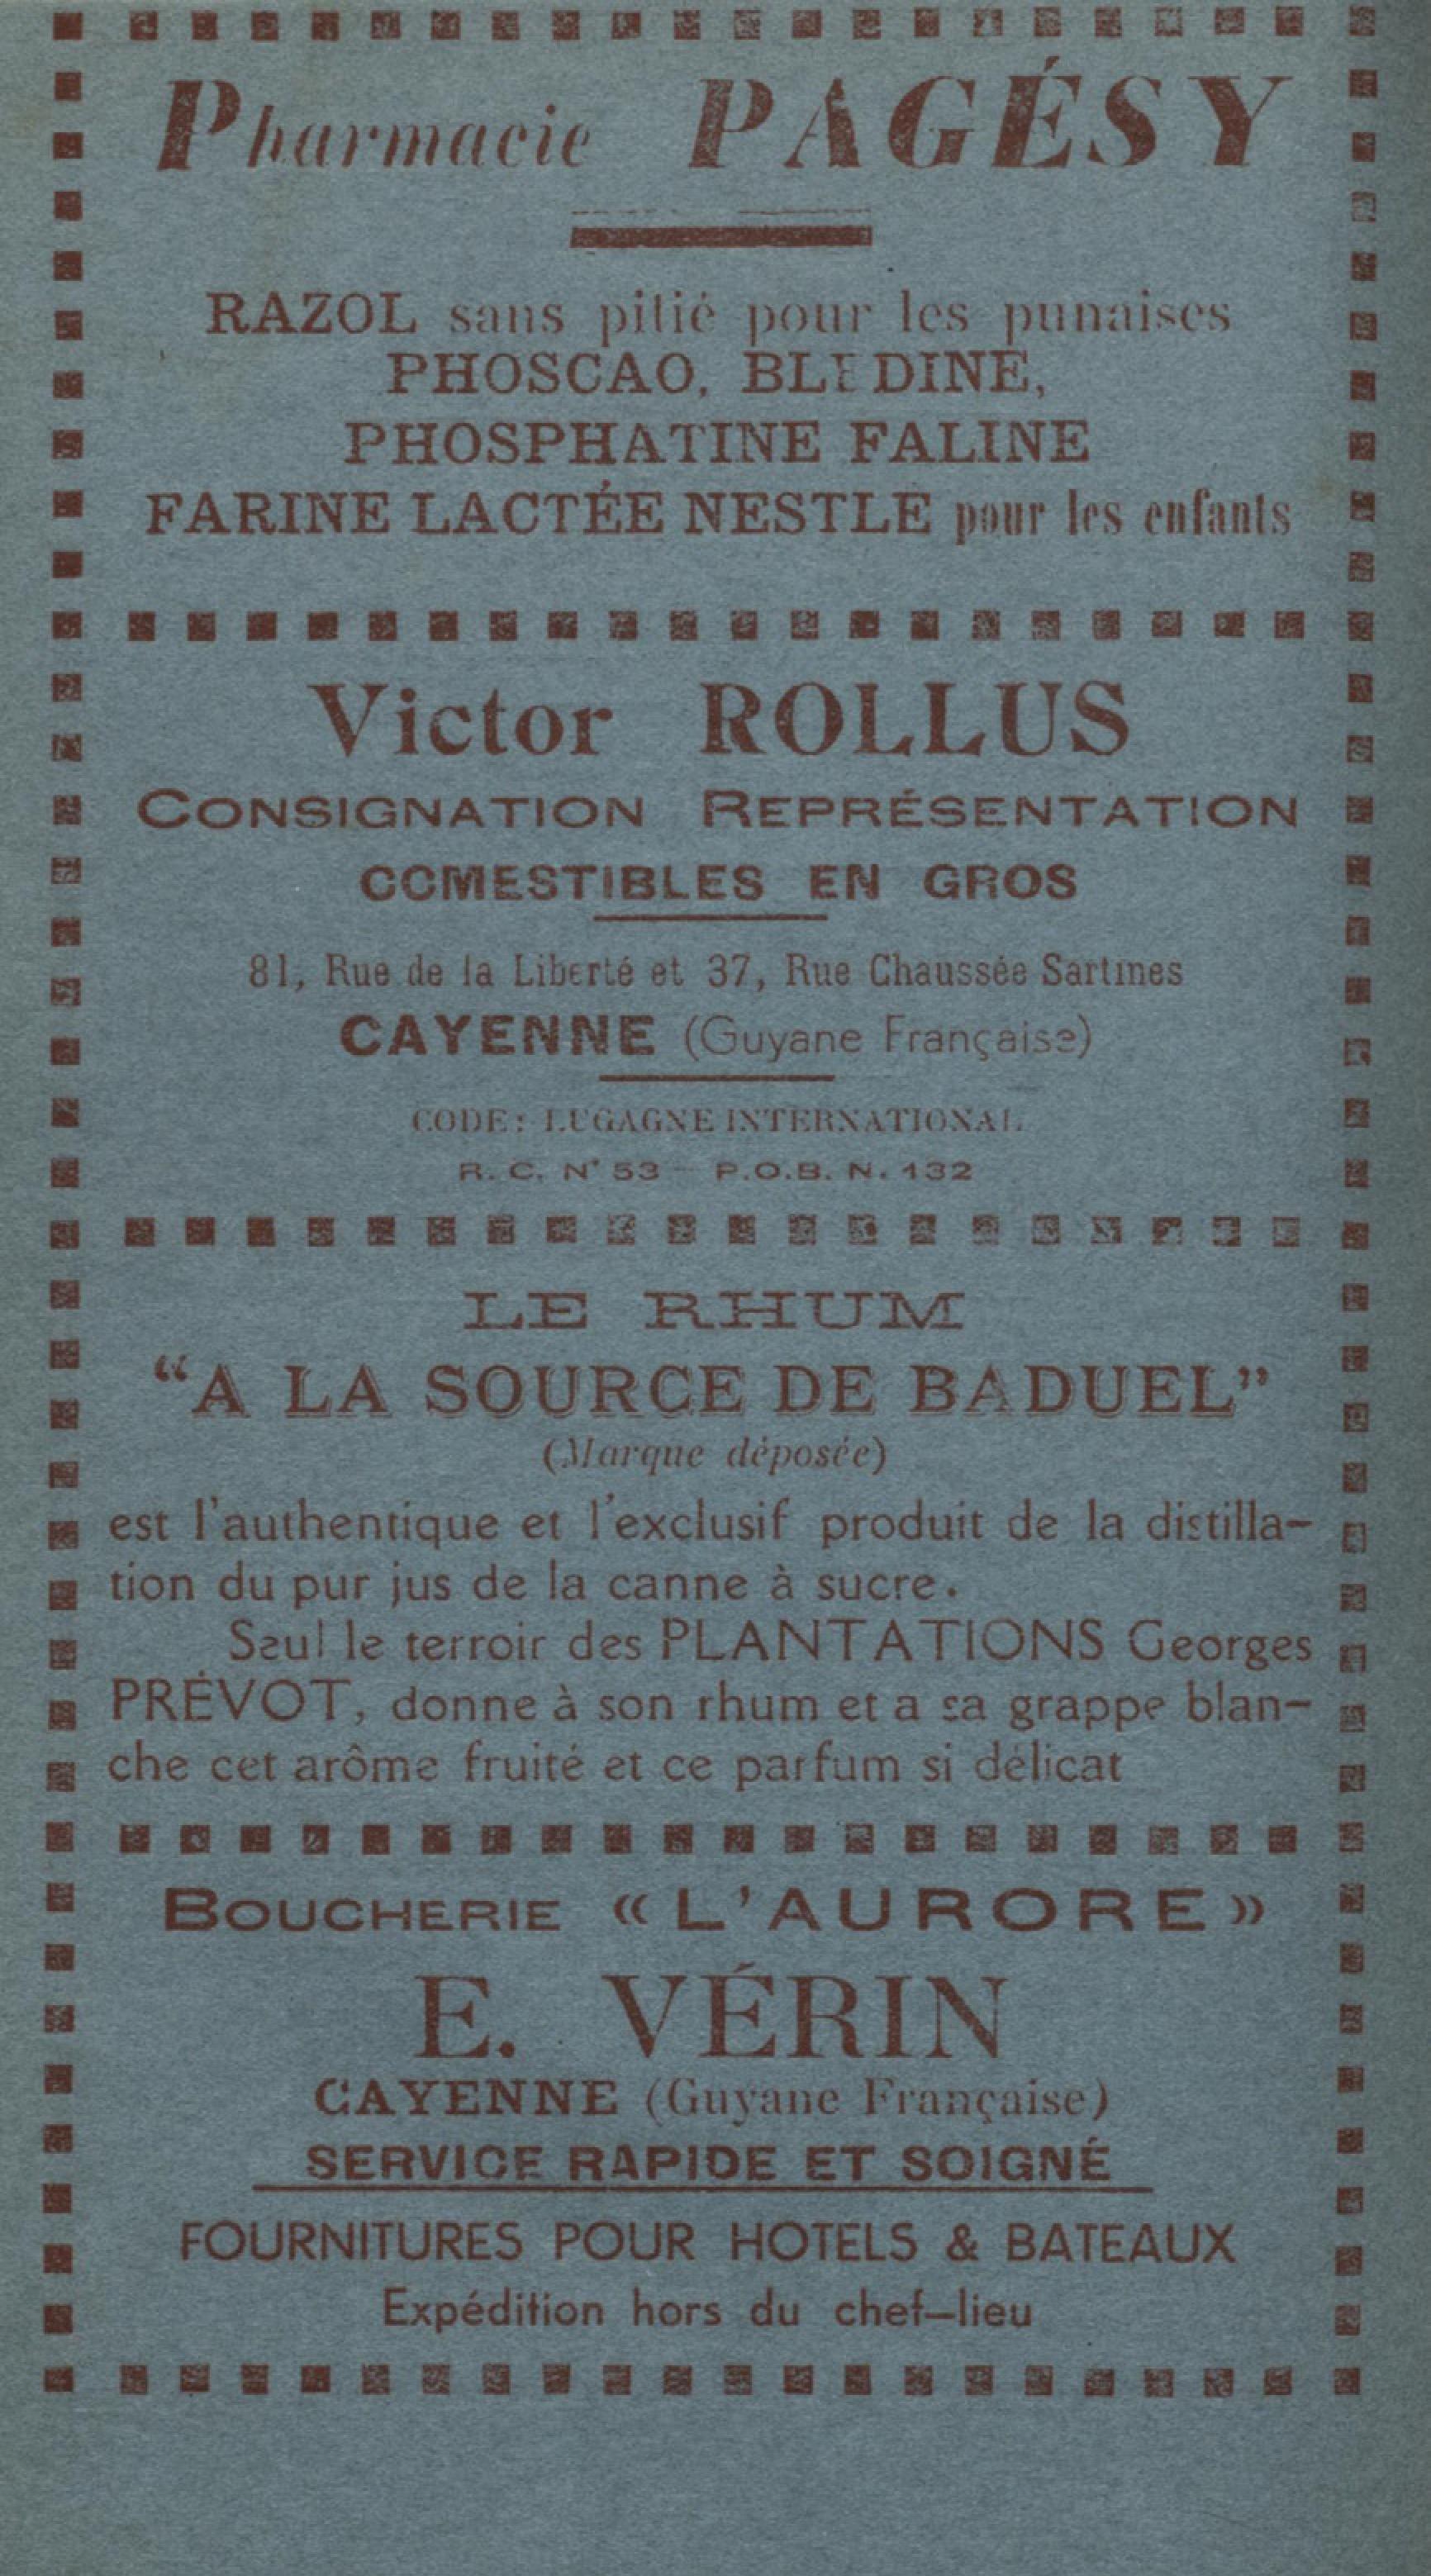 Pharmacie PAGÉSY
RAZOL sans pitié pour les punaises
PHOSCAO, BLEDINE,
PHOSPHATINE FALINE
FARINE LACTÉE NESTLE pour les enfants
Victor ROLLUS
CONSIGNATION REPRÉSENTATION
COMESTIBLES EN GROS
81, Rue de la Liberté et 37, Rue Chaussée Sartines
CAYENNE (Guyane Française)
CODE: LUGAGNE INTERNATIONAL
R. C. N° 53 — P.O.B. N. 132
LE RHUM
“A LA SOURCE DE BADUEL”
(Marque déposée)
est l'authentique et l'exclusif produit de la distilla-
tion du pur jus de la canne à sucre.
Seul le terroir des PLANTATIONS Georges
PRÉVOT, donne à son rhum et a sa grappe blan-
che cet arôme fruité et ce parfum si délicat
BOUCHERIE « L'AURORE »
E. VÉRIN
CAYENNE (Guyane Française)
SERVICE RAPIDE ET SOIGNÉ
FOURNITURES POUR HOTELS & BATEAUX
Expédition hors du chef-lieu